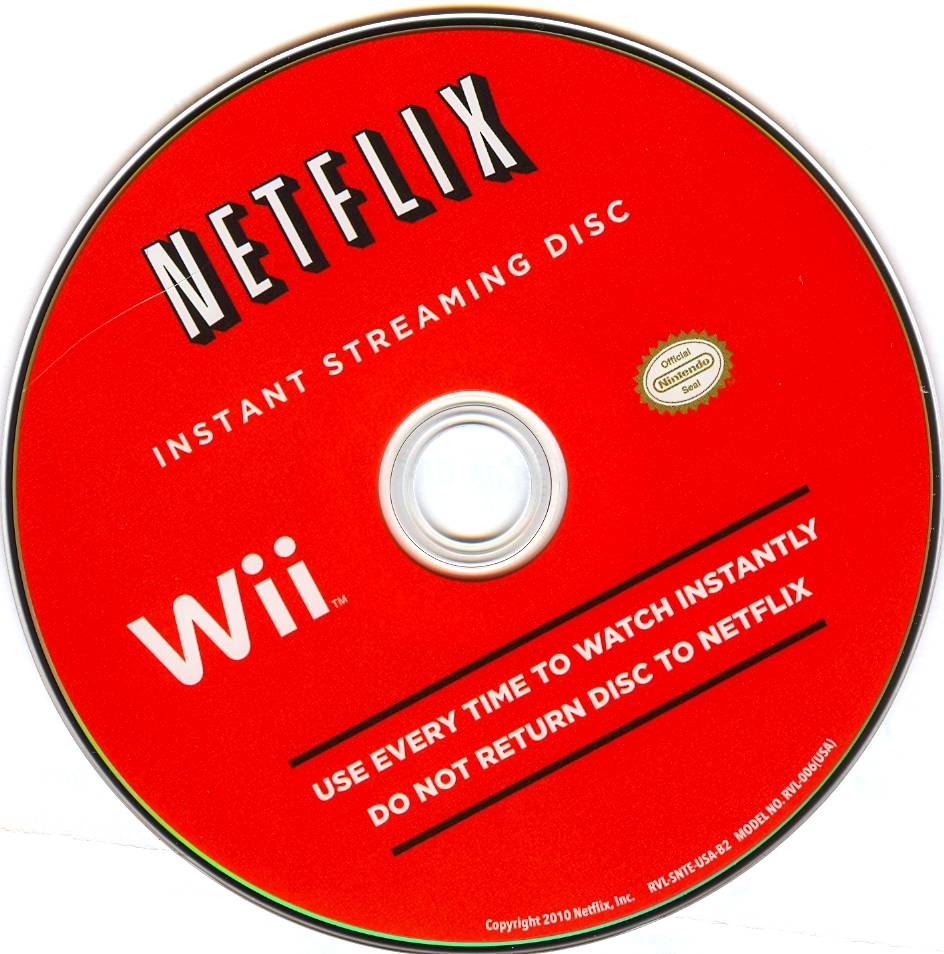 NETFLIX
INSTANT STREAMING DISC
Official
Nintendo
Seal
Wii™
USE EVERY TIME TO WATCH INSTANTLY
DO NOT RETURN DISC TO NETFLIX
Copyright 2010 Netflix, Inc. RVL-SNTE-USA-B2 MODEL NO. RVL-006(USA)